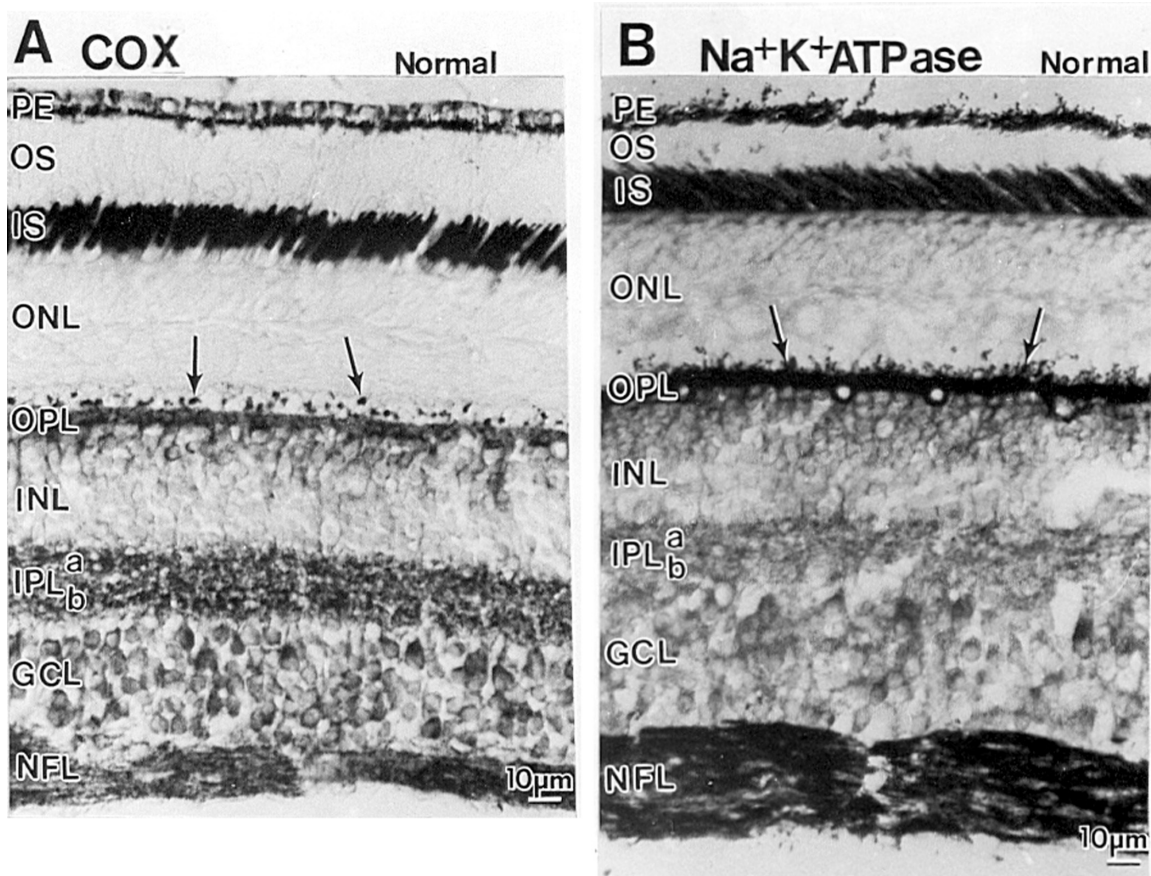 A COX Normal
PE
OS
IS
ONL
OPL
INL
IPL a b
GCL
NFL
10μm
B Na+K+ATPase Normal
PE
OS
IS
ONL
OPL
INL
IPL a b
GCL
NFL
10μm